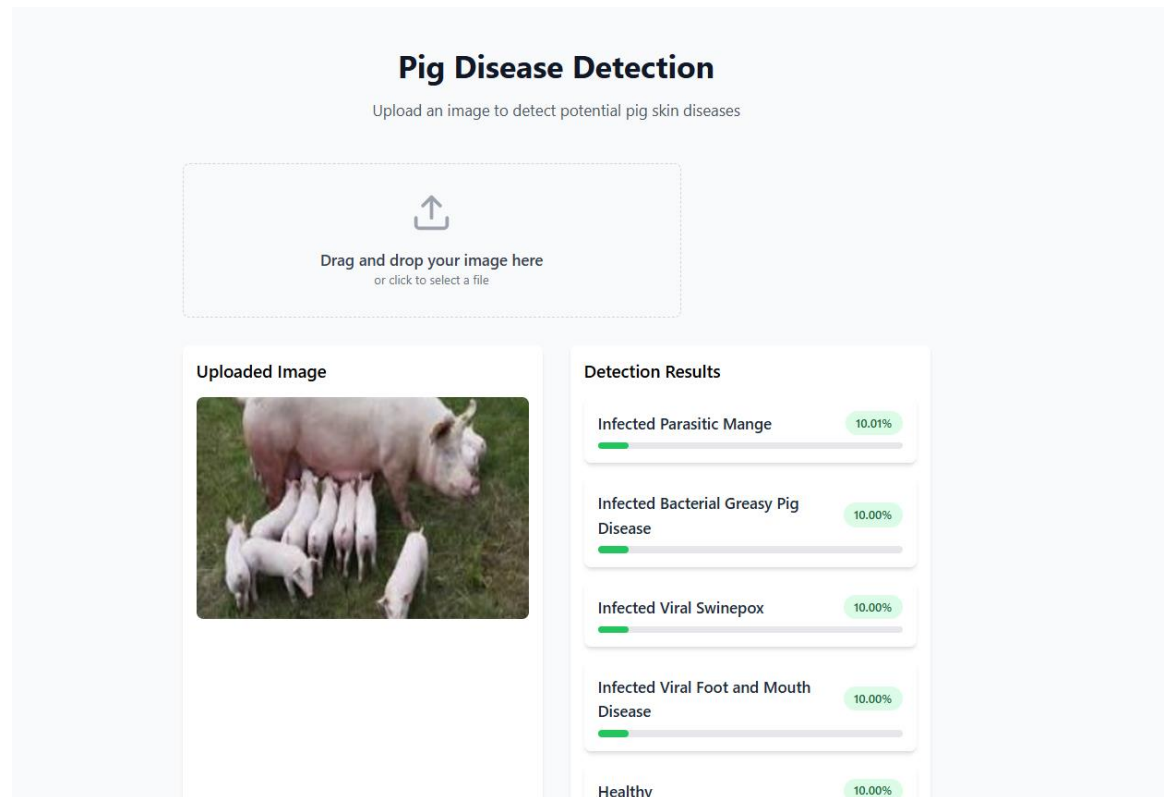 Pig Disease Detection
Upload an image to detect potential pig skin diseases
Drag and drop your image here
or click to select a file
Uploaded Image
Detection Results
Infected Parasitic Mange
10.01%
Infected Bacterial Greasy Pig
Disease
10.00%
Infected Viral Swinepox
10.00%
Infected Viral Foot and Mouth
Disease
10.00%
Healthy
10.00%